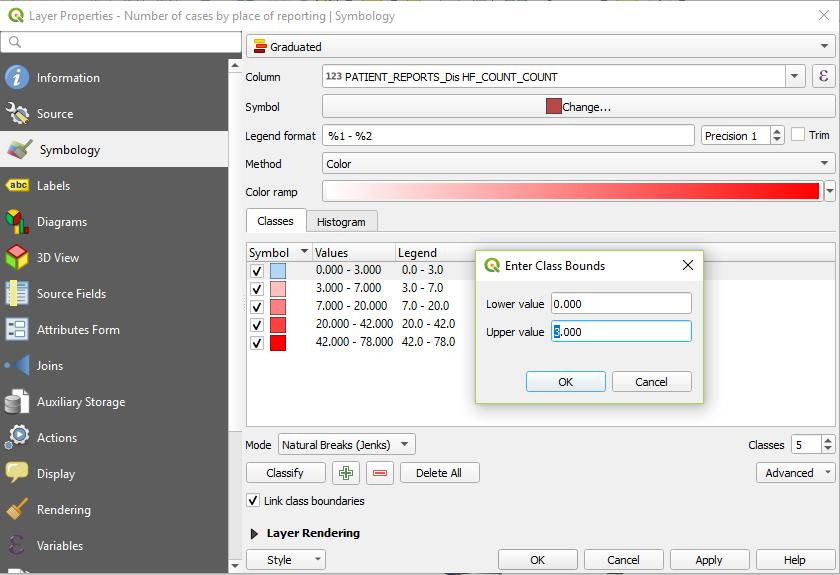 Layer Properties - Number of cases by place of reporting | Symbology
Graduated
Information
Source
Symbology
abc Labels
Diagrams
3D View
Source Fields
Attributes Form
Joins
Auxiliary Storage
Actions
Display
Rendering
Variables
Column 123 PATIENT_REPORTS_Dis HF_COUNT_COUNT ε
Symbol Change...
Legend format %1 - %2 Precision 1 Trim
Method Color
Color ramp
Classes Histogram
Symbol Values Legend
0.000 - 3.000 0.0 - 3.0
3.000 - 7.000 3.0 - 7.0
7.000 - 20.000 7.0 - 20.0
20.000 - 42.000 20.0 - 42.0
42.000 - 78.000 42.0 - 78.0
Enter Class Bounds
Lower value 0.000
Upper value 3.000
OK Cancel
Mode Natural Breaks (Jenks) Classes 5
Classify Delete All Advanced
Link class boundaries
Layer Rendering
Style OK Cancel Apply Help